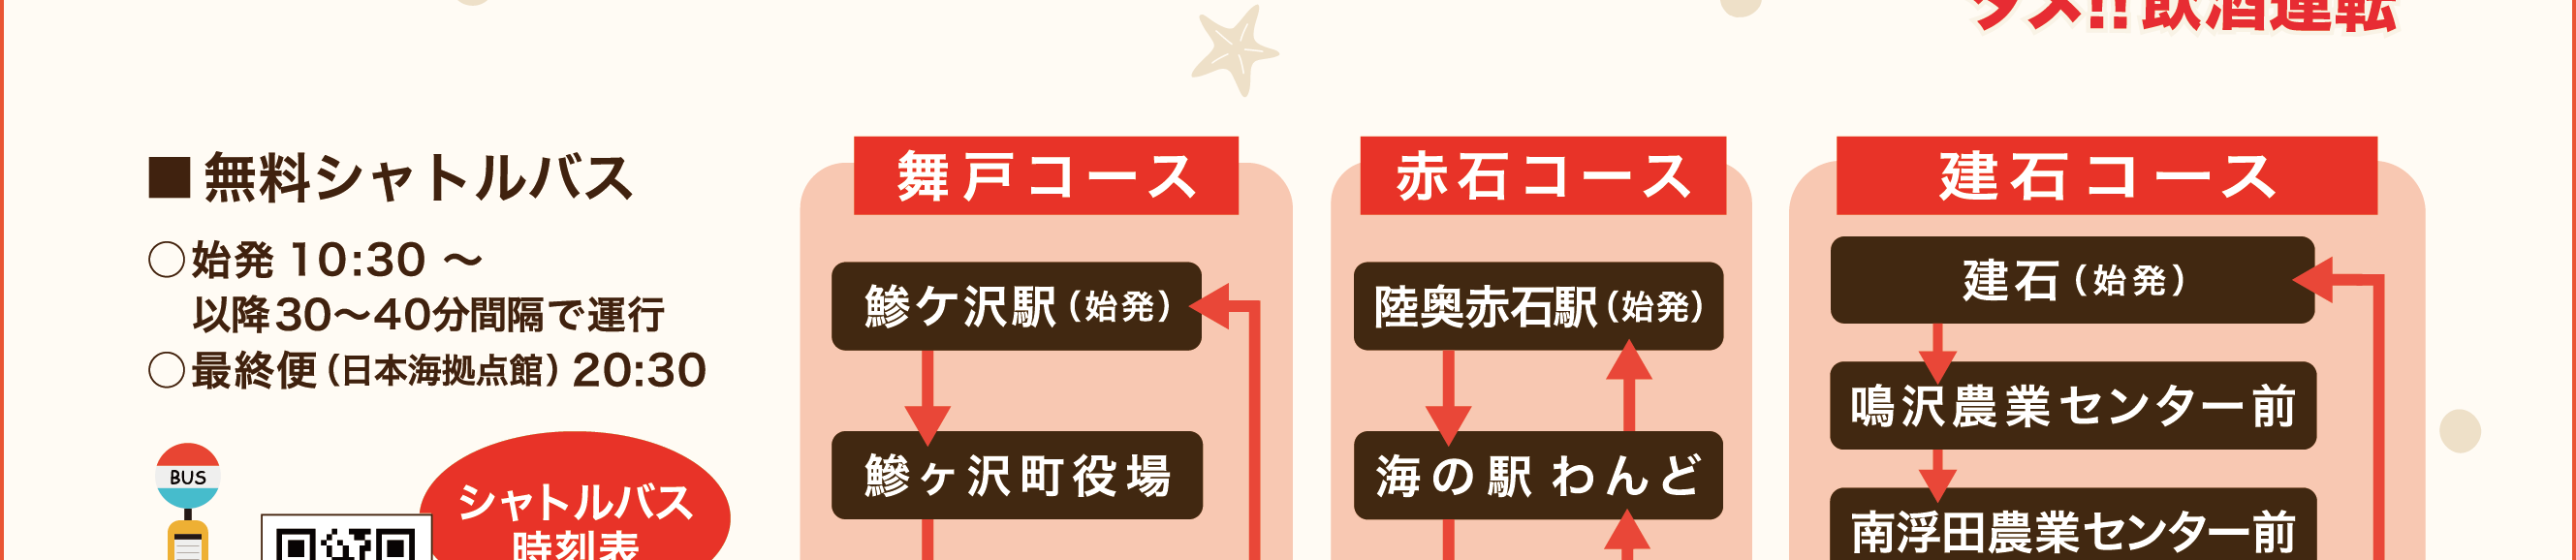 ダメ!!飲酒運転
■無料シャトルバス
○始発 10:30 ～
以降30～40分間隔で運行
○最終便(日本海拠点館) 20:30
BUS
シャトルバス
時刻表
舞戸コース
鰺ケ沢駅(始発)
鰺ヶ沢町役場
赤石コース
陸奥赤石駅(始発)
海の駅 わんど
建石コース
建石(始発)
鳴沢農業センター前
南浮田農業センター前